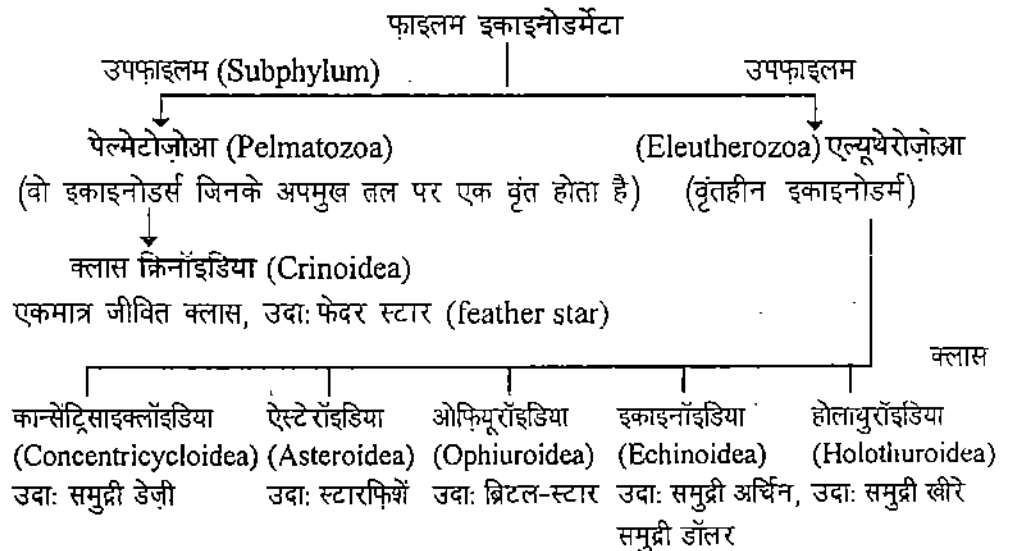 फ़ाइलम इकाइनोडर्मेटा
उपफ़ाइलम (Subphylum) उपफ़ाइलम
पेल्मेटोज़ोआ (Pelmatozoa) (Eleutherozoa) एल्यूथेरोज़ोआ
(वो इकाइनोडर्स जिनके अपमुख तल पर एक वृंत होता है) (वृंतहीन इकाइनोडर्म)
क्लास क्रिनॉइडिया (Crinoidea)
एकमात्र जीवित क्लास, उदा: फेदर स्टार (feather star)
क्लास
कान्सेंट्रिसाइक्लॉइडिया ऐस्टेरॉइडिया ओफ़ियूरॉइडिया इकाइनॉइडिया होलाथुरॉइडिया
(Concentricycloidea) (Asteroidea) (Ophiuroidea) (Echinoidea) (Holothuroidea)
उदा: समुद्री डेज़ी उदा: स्टारफ़िशें उदा: ब्रिटल-स्टार उदा: समुद्री अर्चिन, उदा: समुद्री खीरे
समुद्री डॉलर